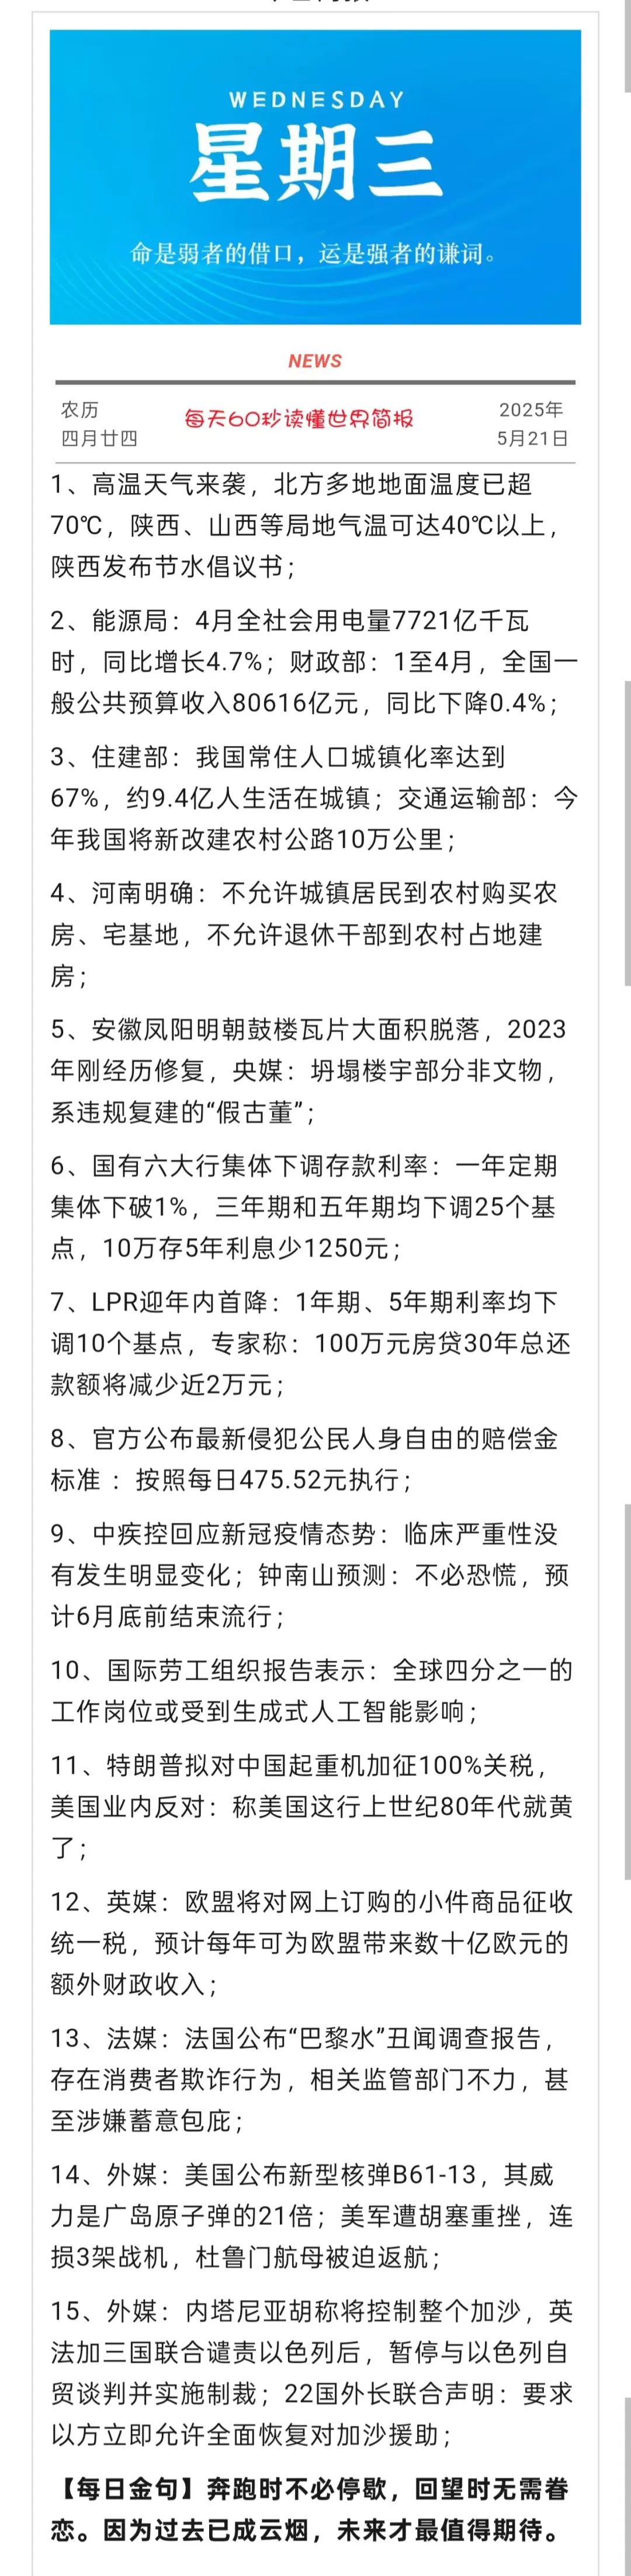 WEDNESDAY
星期三
命是弱者的借口，运是强者的谦词。
NEWS
农历
四月廿四
每天60秒读懂世界简报
2025年
5月21日
1、高温天气来袭，北方多地地面温度已超
70℃，陕西、山西等局地气温可达40℃以上，
陕西发布节水倡议书；
2、能源局：4月全社会用电量7721亿千瓦
时，同比增长4.7%；财政部：1至4月，全国一
般公共预算收入80616亿元，同比下降0.4%；
3、住建部：我国常住人口城镇化率达到
67%，约9.4亿人生活在城镇；交通运输部：今
年我国将新改建农村公路10万公里；
4、河南明确：不允许城镇居民到农村购买农
房、宅基地，不允许退休干部到农村占地建
房；
5、安徽凤阳明朝鼓楼瓦片大面积脱落，2023
年刚经历修复，央媒：坍塌楼宇部分非文物，
系违规复建的“假古董”；
6、国有六大行集体下调存款利率：一年定期
集体下破1%，三年期和五年期均下调25个基
点，10万存5年利息少1250元；
7、LPR迎年内首降：1年期、5年期利率均下
调10个基点，专家称：100万元房贷30年总还
款额将减少近2万元；
8、官方公布最新侵犯公民人身自由的赔偿金
标准 ：按照每日475.52元执行；
9、中疾控回应新冠疫情态势：临床严重性没
有发生明显变化；钟南山预测：不必恐慌，预
计6月底前结束流行；
10、国际劳工组织报告表示：全球四分之一的
工作岗位或受到生成式人工智能影响；
11、特朗普拟对中国起重机加征100%关税，
美国业内反对：称美国这行上世纪80年代就黄
了；
12、英媒：欧盟将对网上订购的小件商品征收
统一税，预计每年可为欧盟带来数十亿欧元的
额外财政收入；
13、法媒：法国公布“巴黎水”丑闻调查报告，
存在消费者欺诈行为，相关监管部门不力，甚
至涉嫌蓄意包庇；
14、外媒：美国公布新型核弹B61-13，其威
力是广岛原子弹的21倍；美军遭胡塞重挫，连
损3架战机，杜鲁门航母被迫返航；
15、外媒：内塔尼亚胡称将控制整个加沙，英
法加三国联合谴责以色列后，暂停与以色列自
贸谈判并实施制裁；22国外长联合声明：要求
以方立即允许全面恢复对加沙援助；
【每日金句】奔跑时不必停歇，回望时无需眷
恋。因为过去已成云烟，未来才最值得期待。